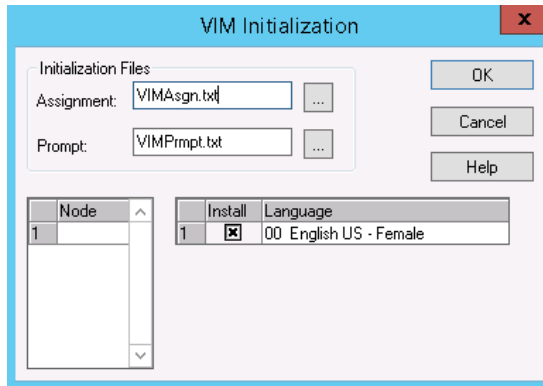 VIM Initialization
x
Initialization Files
Assignment:
VIMAsgn.txt
...
Prompt:
VIMPrmpt.txt
...
OK
Cancel
Help
Node
1
Install Language
1 00 English US - Female